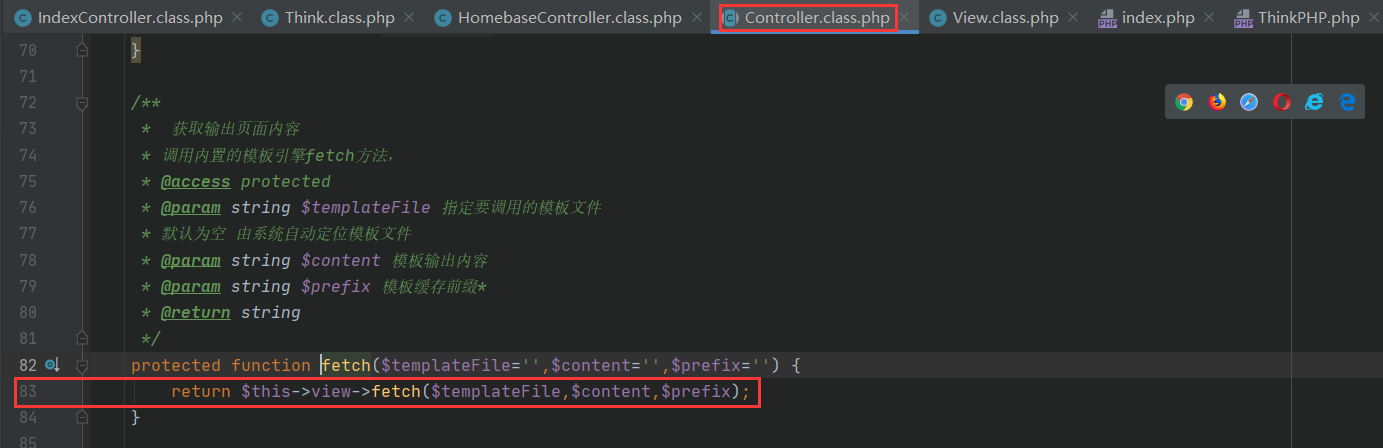 IndexController.class.php Think.class.php HomebaseController.class.php Controller.class.php View.class.php index.php ThinkPHP.php
70 }
71
72 /**
73 * 获取输出页面内容
74 * 调用内置的模板引擎fetch方法，
75 * @access protected
76 * @param string $templateFile 指定要调用的模板文件
77 * 默认为空 由系统自动定位模板文件
78 * @param string $content 模板输出内容
79 * @param string $prefix 模板缓存前缀*
80 * @return string
81 */
82 protected function fetch($templateFile='',$content='',$prefix='') {
83 return $this->view->fetch($templateFile,$content,$prefix);
84 }
85